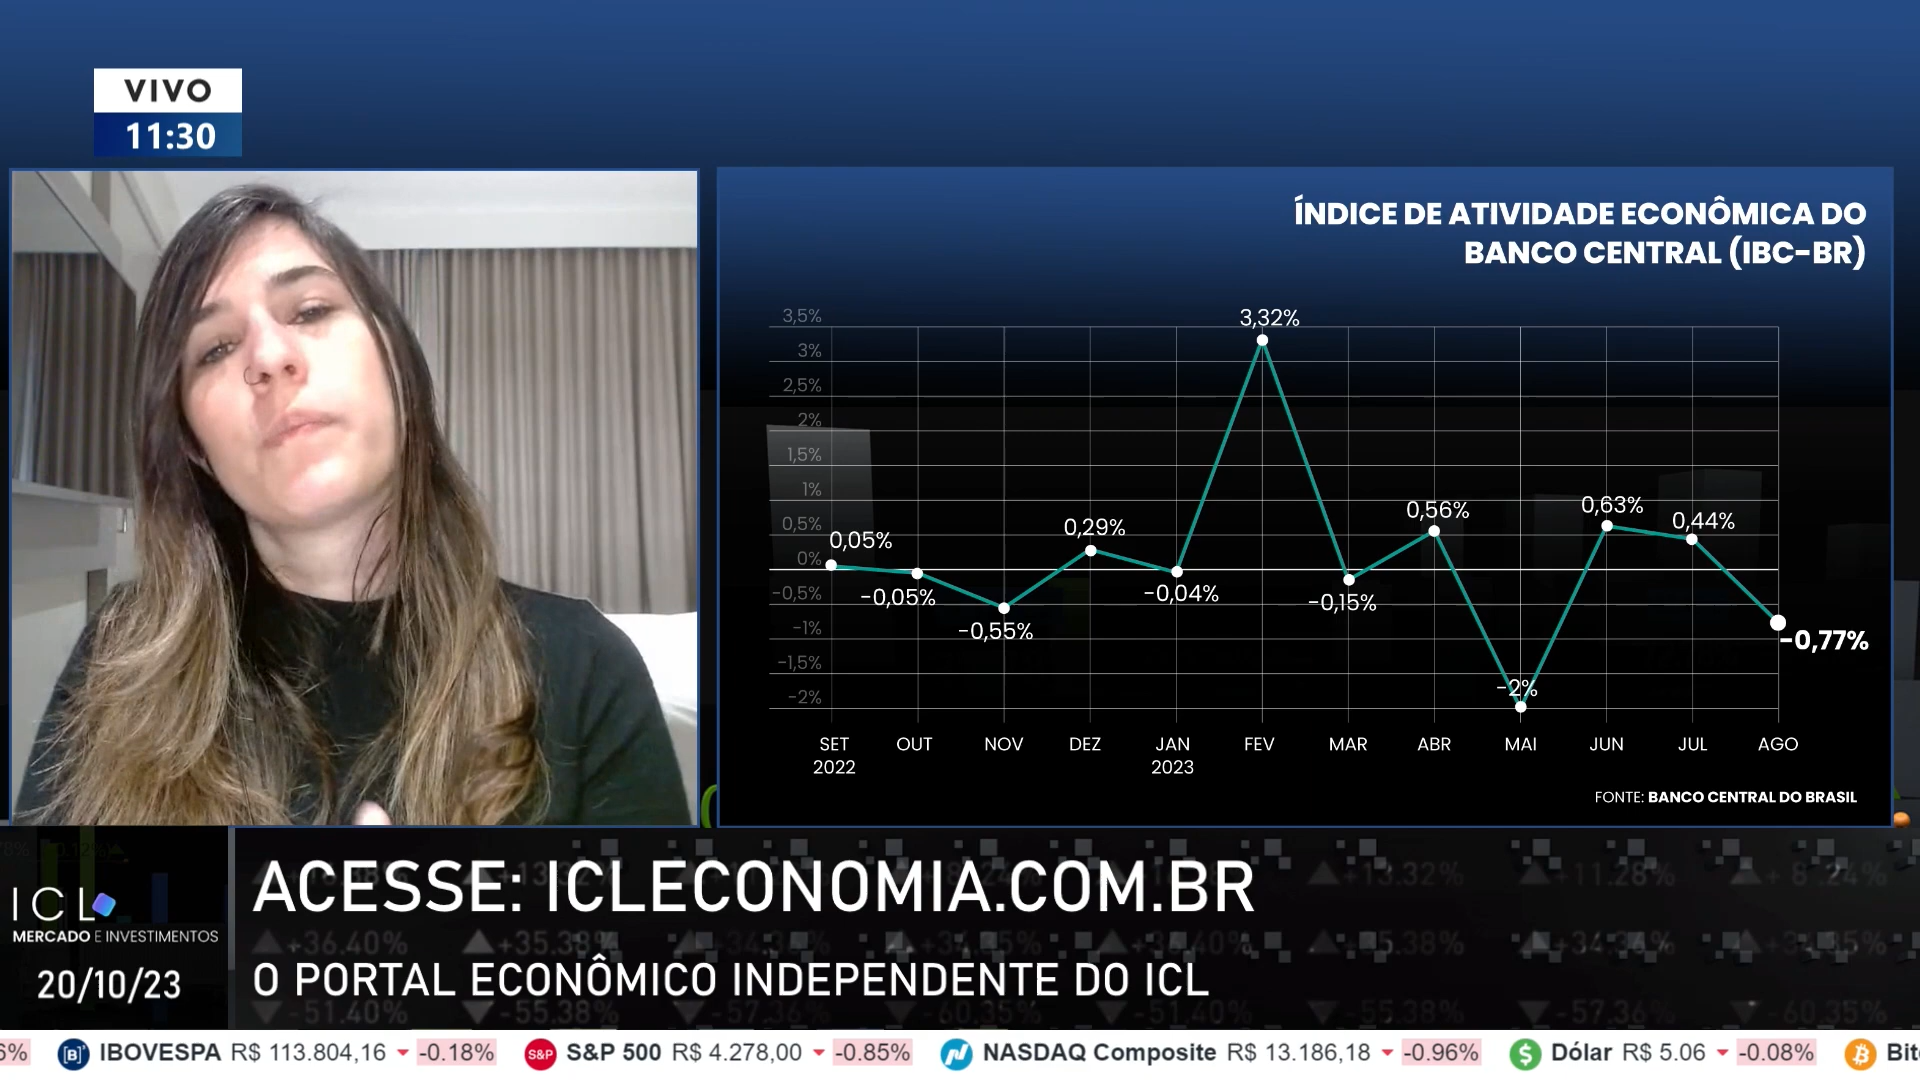 VIVO
11:30
ÍNDICE DE ATIVIDADE ECONÔMICA DO
BANCO CENTRAL (IBC-BR)
3,5%
3%
2,5%
2%
1,5%
1%
0,5%
0%
-0,5%
-1%
-1,5%
-2%
0,05%
-0,05%
-0,55%
0,29%
-0,04%
3,32%
-0,15%
0,56%
-2%
0,63%
0,44%
-0,77%
SET
2022
OUT
NOV
DEZ
JAN
2023
FEV
MAR
ABR
MAI
JUN
JUL
AGO
FONTE: BANCO CENTRAL DO BRASIL
ICL
MERCADO E INVESTIMENTOS
20/10/23
ACESSE: ICLECONOMIA.COM.BR
O PORTAL ECONÔMICO INDEPENDENTE DO ICL
6% [B]³ IBOVESPA R$ 113.804,16 -0.18% S&P S&P 500 R$ 4.278,00 -0.85% NASDAQ Composite R$ 13.186,18 -0.96% $ Dólar R$ 5.06 -0.08% Bit